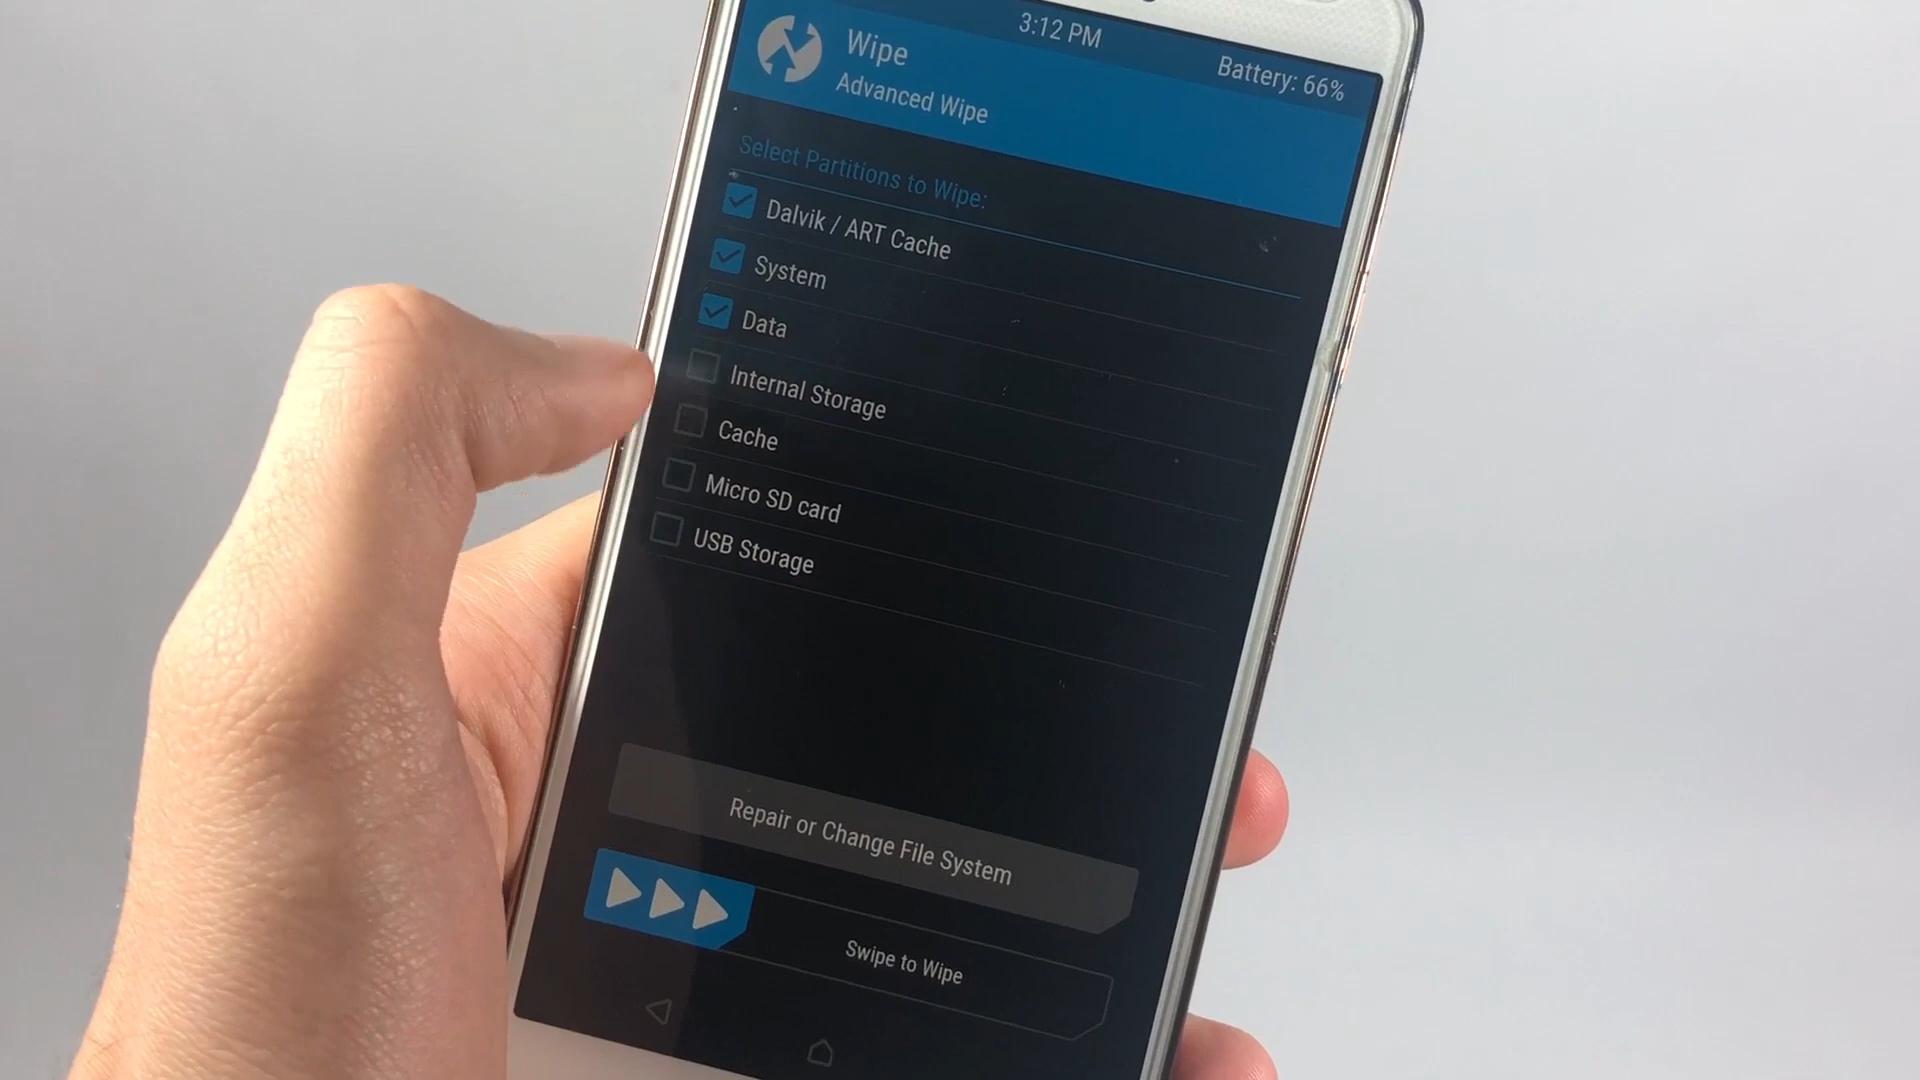 3:12 PM
Battery: 66%
Wipe
Advanced Wipe
Select Partitions to Wipe:
Dalvik / ART Cache
System
Data
Internal Storage
Cache
Micro SD card
USB Storage
Repair or Change File System
Swipe to Wipe